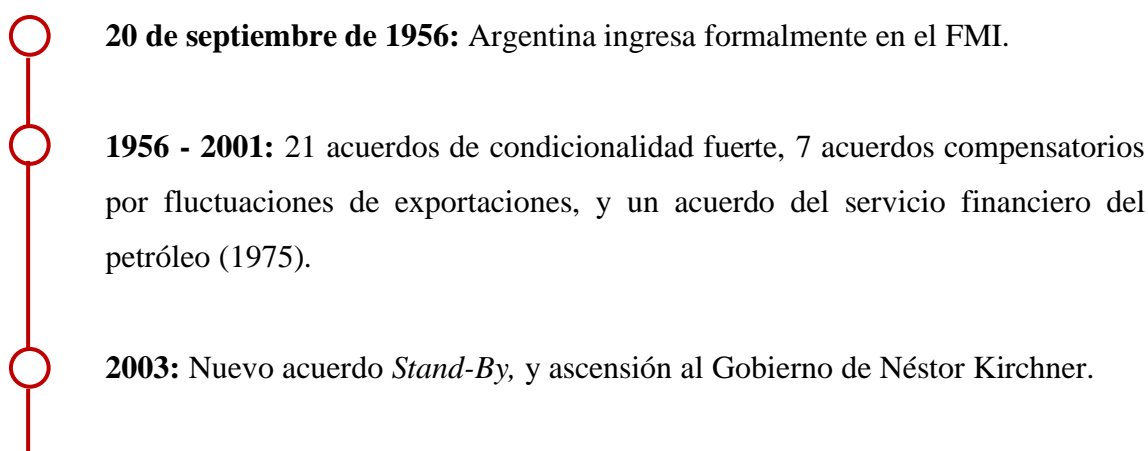 20 de septiembre de 1956: Argentina ingresa formalmente en el FMI.
1956 - 2001: 21 acuerdos de condicionalidad fuerte, 7 acuerdos compensatorios
por fluctuaciones de exportaciones, y un acuerdo del servicio financiero del
petróleo (1975).
2003: Nuevo acuerdo Stand-By, y ascensión al Gobierno de Néstor Kirchner.